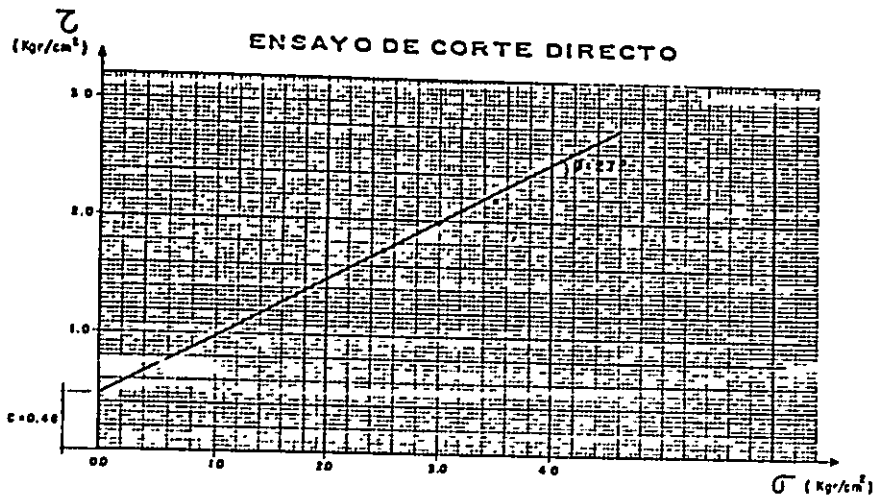 ENSAYO DE CORTE DIRECTO
τ
(Kgr/cm²)
3.0
2.0
1.0
C=0.46
Ø=27°
0.0 1.0 2.0 3.0 4.0
σ (Kgr/cm²)